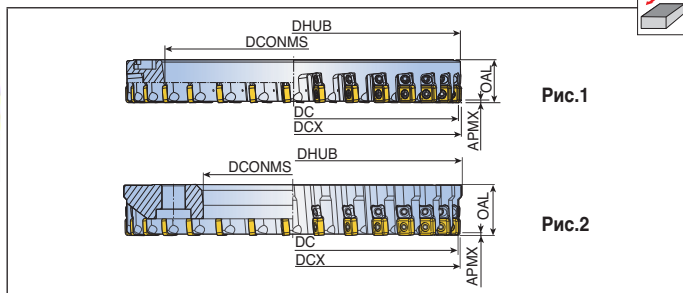 DHUB
DCONMS
OAL
Рис.1
DC
DCX
APMX
DHUB
DCONMS
OAL
Рис.2
DC
DCX
APMX